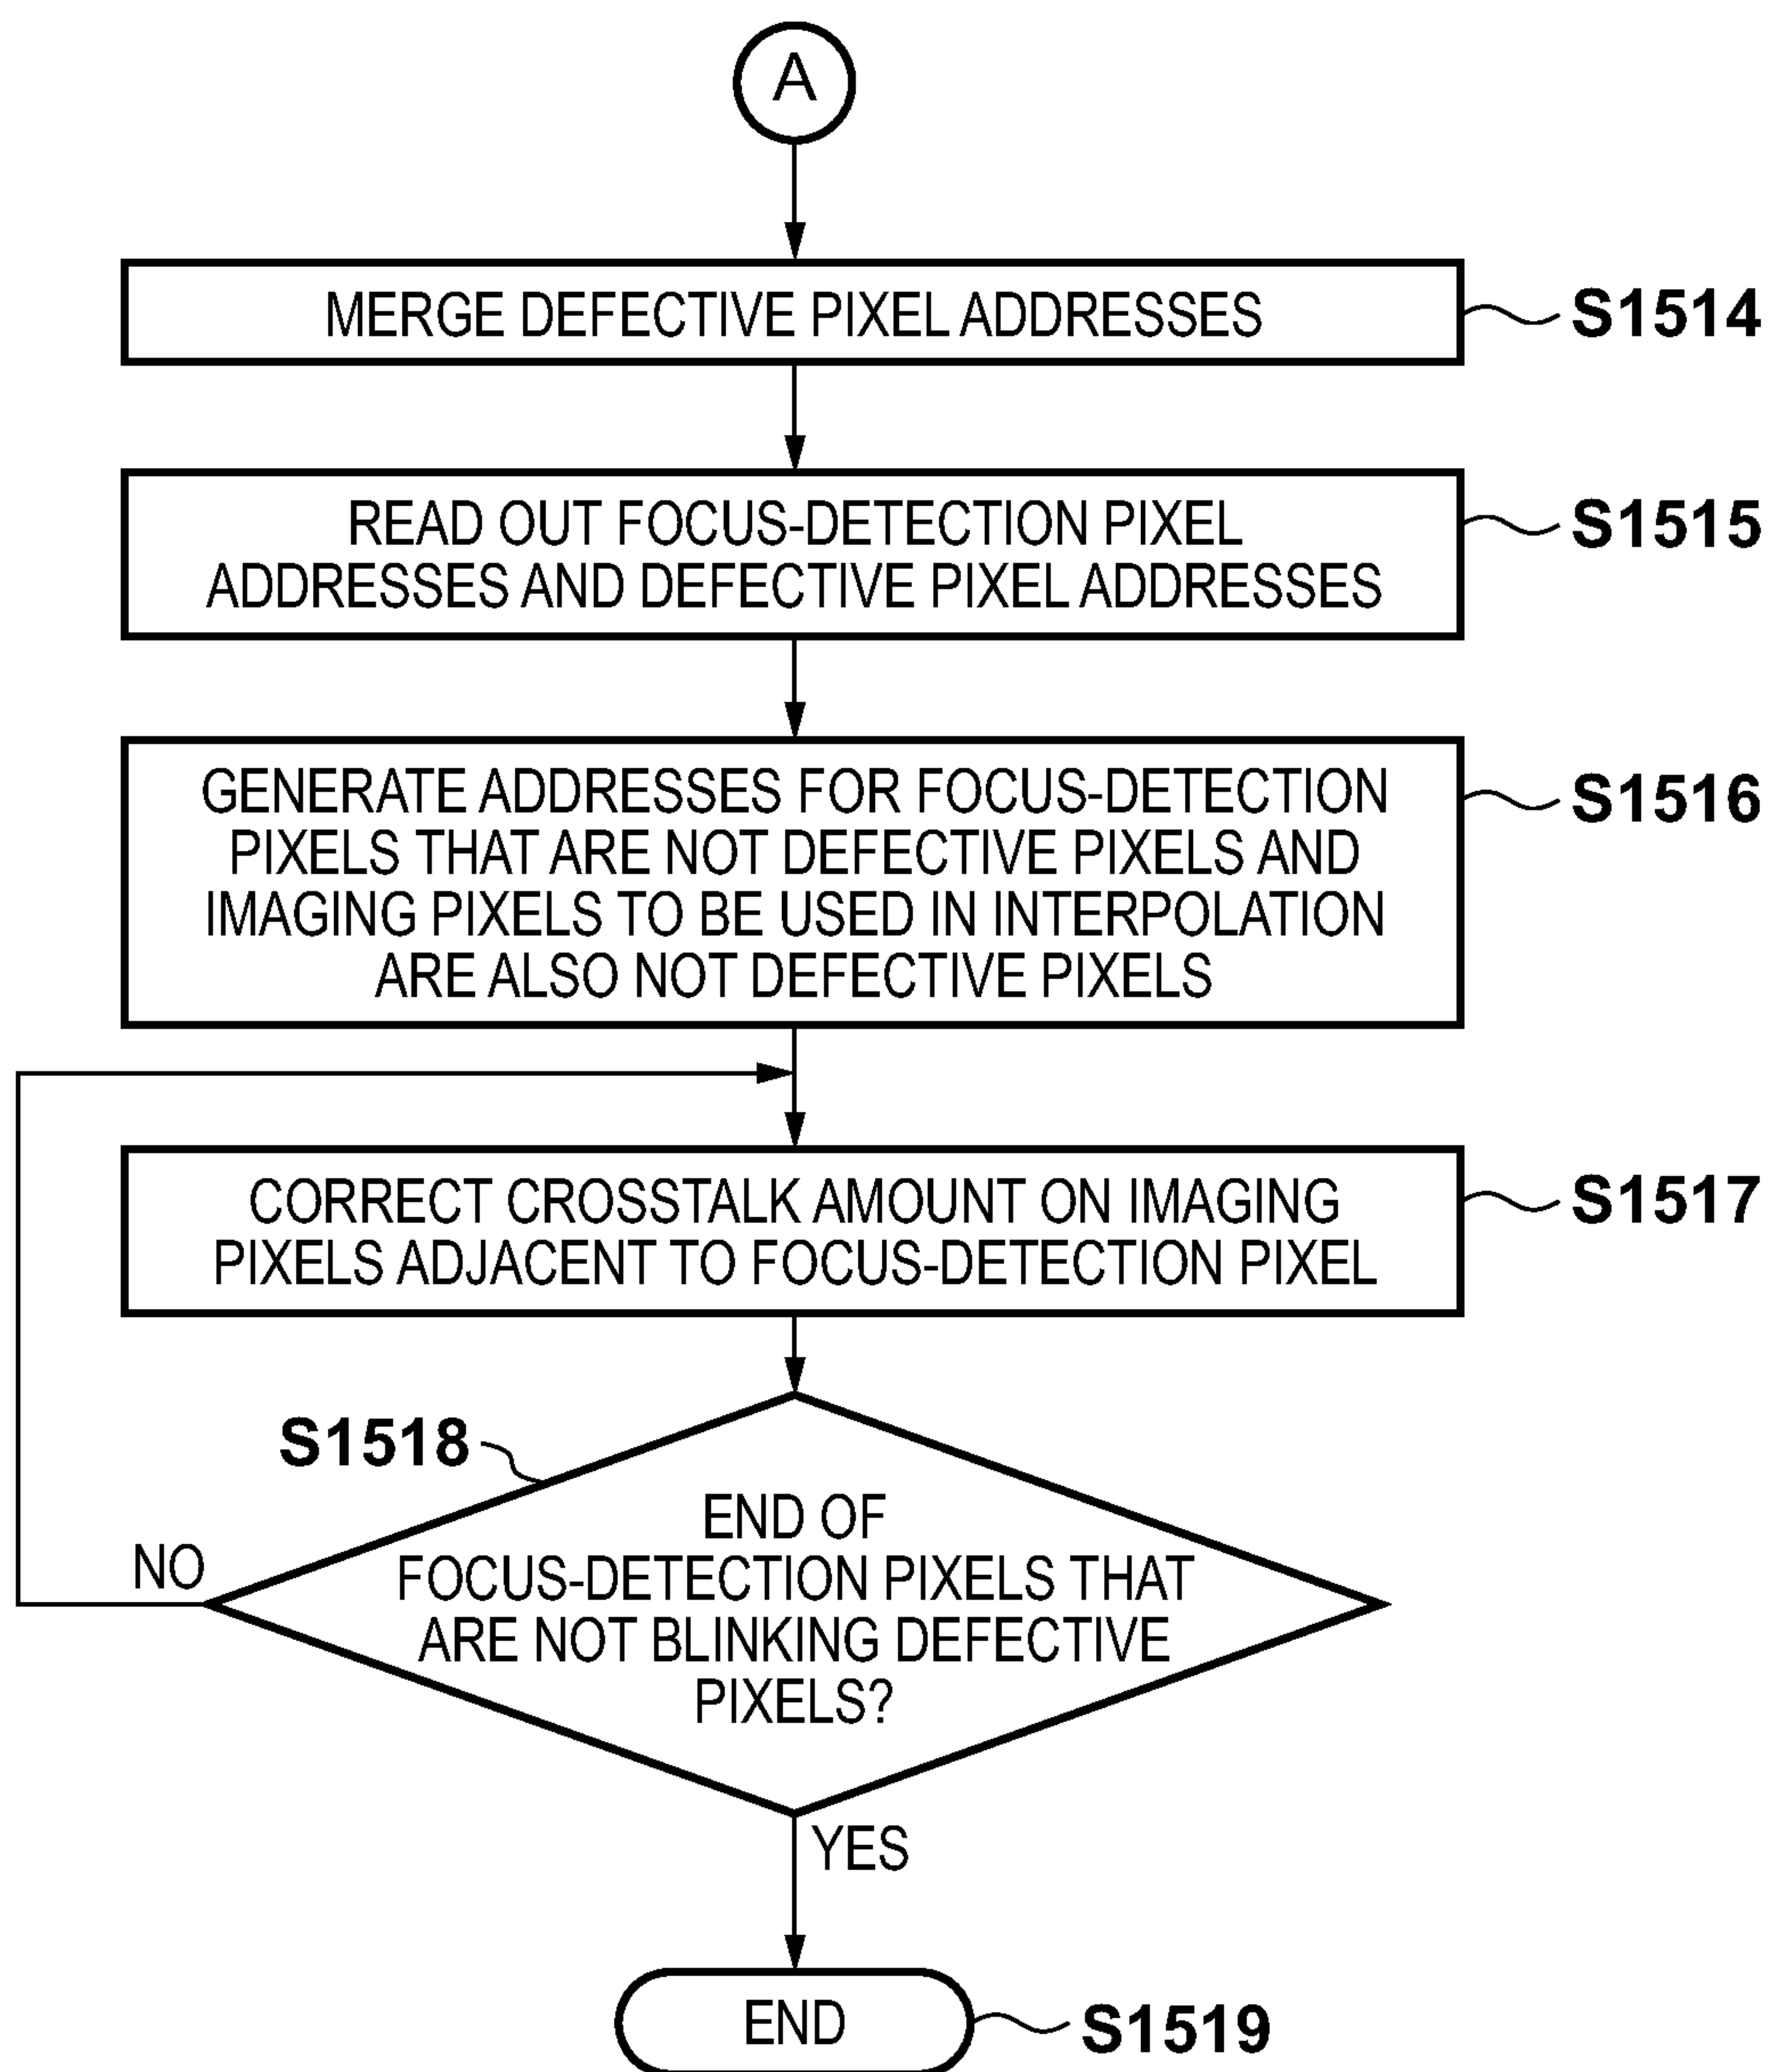 A
MERGE DEFECTIVE PIXEL ADDRESSES
S1514
READ OUT FOCUS-DETECTION PIXEL
ADDRESSES AND DEFECTIVE PIXEL ADDRESSES
S1515
GENERATE ADDRESSES FOR FOCUS-DETECTION
PIXELS THAT ARE NOT DEFECTIVE PIXELS AND
IMAGING PIXELS TO BE USED IN INTERPOLATION
ARE ALSO NOT DEFECTIVE PIXELS
S1516
CORRECT CROSSTALK AMOUNT ON IMAGING
PIXELS ADJACENT TO FOCUS-DETECTION PIXEL
S1517
S1518
END OF
FOCUS-DETECTION PIXELS THAT
ARE NOT BLINKING DEFECTIVE
PIXELS?
NO
YES
END
S1519